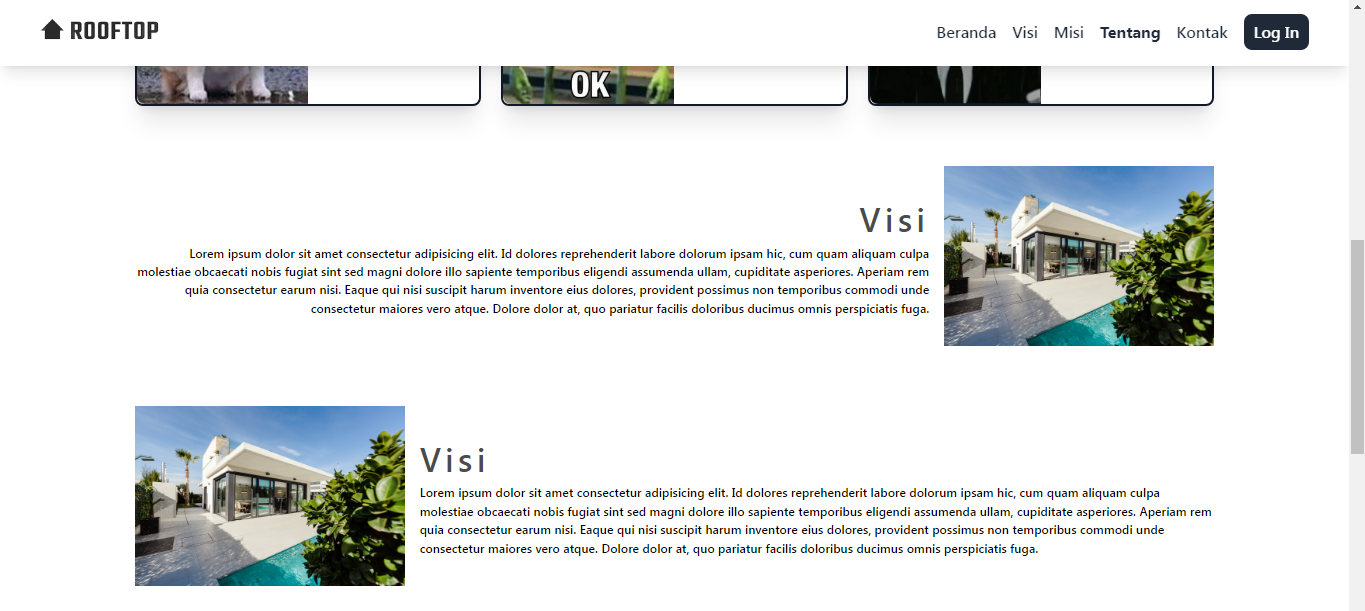 ROOFTOP
Beranda Visi Misi Tentang Kontak Log In
OK
Visi
Lorem ipsum dolor sit amet consectetur adipisicing elit. Id dolores reprehenderit labore dolorum ipsam hic, cum quam aliquam culpa
molestiae obcaecati nobis fugiat sint sed magni dolore illo sapiente temporibus eligendi assumenda ullam, cupiditate asperiores. Aperiam rem
quia consectetur earum nisi. Eaque qui nisi suscipit harum inventore eius dolores, provident possimus non temporibus commodi unde
consectetur maiores vero atque. Dolore dolor at, quo pariatur facilis doloribus ducimus omnis perspiciatis fuga.
Visi
Lorem ipsum dolor sit amet consectetur adipisicing elit. Id dolores reprehenderit labore dolorum ipsam hic, cum quam aliquam culpa
molestiae obcaecati nobis fugiat sint sed magni dolore illo sapiente temporibus eligendi assumenda ullam, cupiditate asperiores. Aperiam rem
quia consectetur earum nisi. Eaque qui nisi suscipit harum inventore eius dolores, provident possimus non temporibus commodi unde
consectetur maiores vero atque. Dolore dolor at, quo pariatur facilis doloribus ducimus omnis perspiciatis fuga.